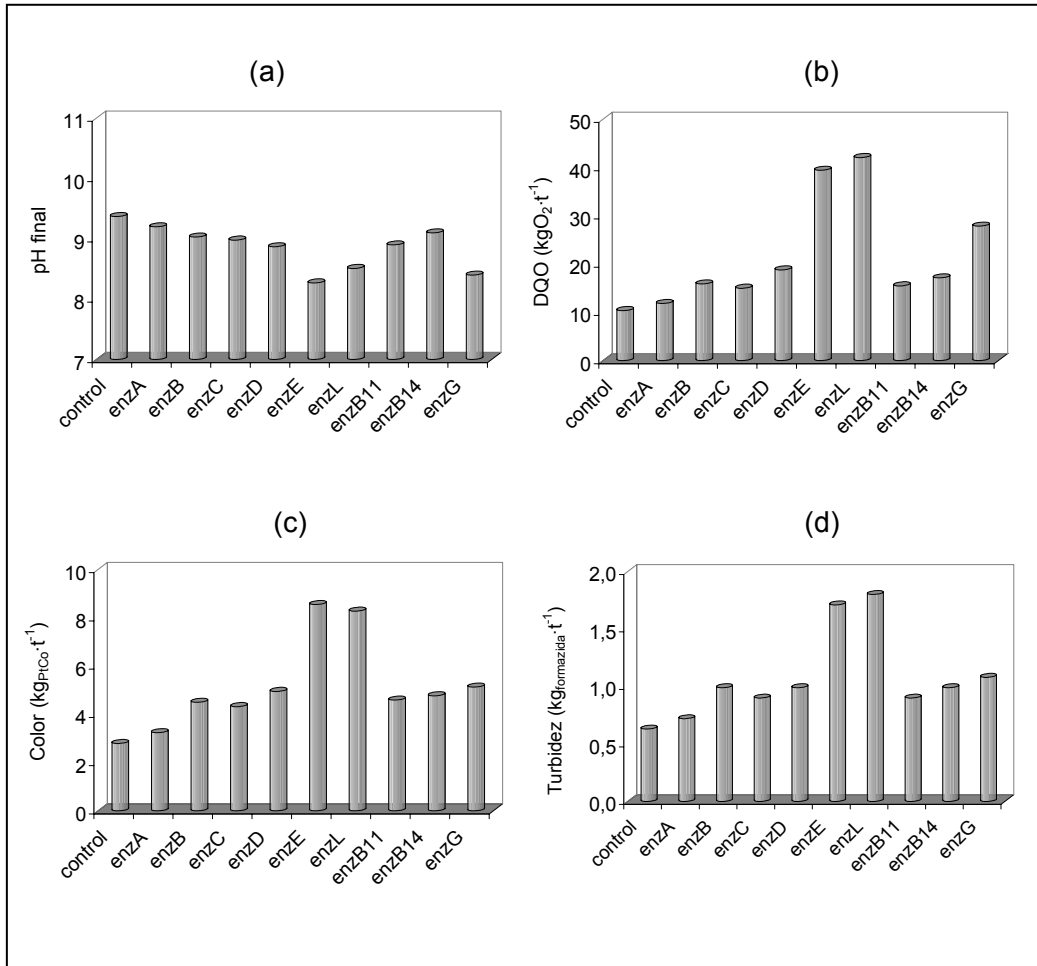 (a)
pH final
11
10
9
8
7
control
enzA
enzB
enzC
enzD
enzE
enzL
enzB11
enzB14
enzG
(b)
DQO (kgO₂·t⁻¹)
50
40
30
20
10
0
control
enzA
enzB
enzC
enzD
enzE
enzL
enzB11
enzB14
enzG
(c)
Color (kgPtCo·t⁻¹)
10
8
6
4
2
0
control
enzA
enzB
enzC
enzD
enzE
enzL
enzB11
enzB14
enzG
(d)
Turbidez (kgformazida·t⁻¹)
2,0
1,5
1,0
0,5
0,0
control
enzA
enzB
enzC
enzD
enzE
enzL
enzB11
enzB14
enzG